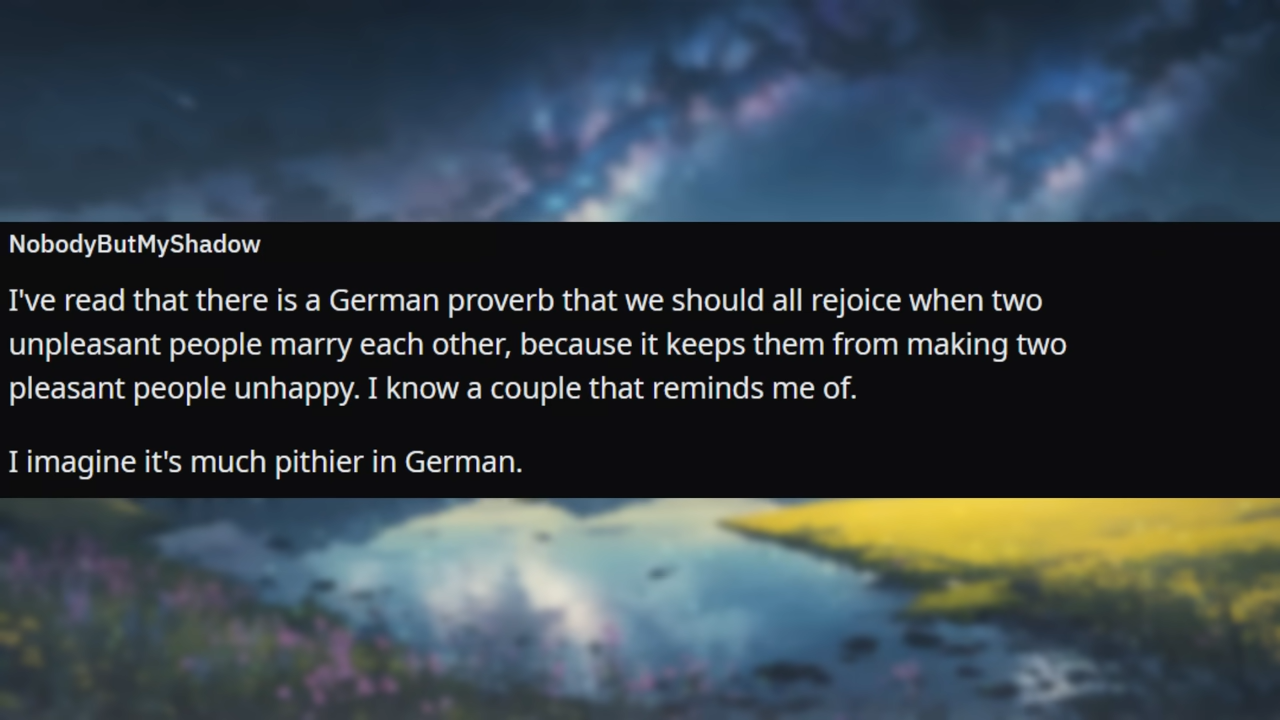 NobodyButMyShadow
I've read that there is a German proverb that we should all rejoice when two
unpleasant people marry each other, because it keeps them from making two
pleasant people unhappy. I know a couple that reminds me of.
I imagine it's much pithier in German.